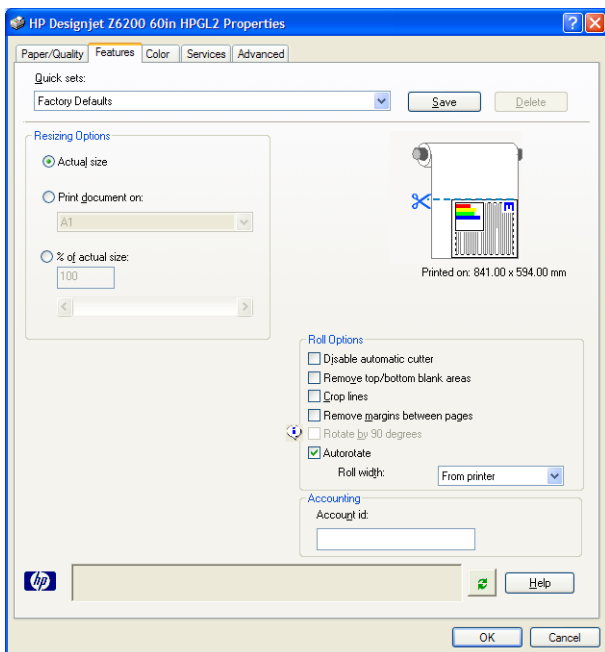 HP Designjet Z6200 60in HPGL2 Properties
Paper/Quality Features Color Services Advanced
Quick sets:
Factory Defaults Save Delete
Resizing Options
Actual size
Print document on:
A1
% of actual size:
100
Printed on: 841.00 x 594.00 mm
Roll Options
Disable automatic cutter
Remove top/bottom blank areas
Crop lines
Remove margins between pages
Rotate by 90 degrees
Autorotate
Roll width: From printer
Accounting
Account id:
hp Help
OK Cancel